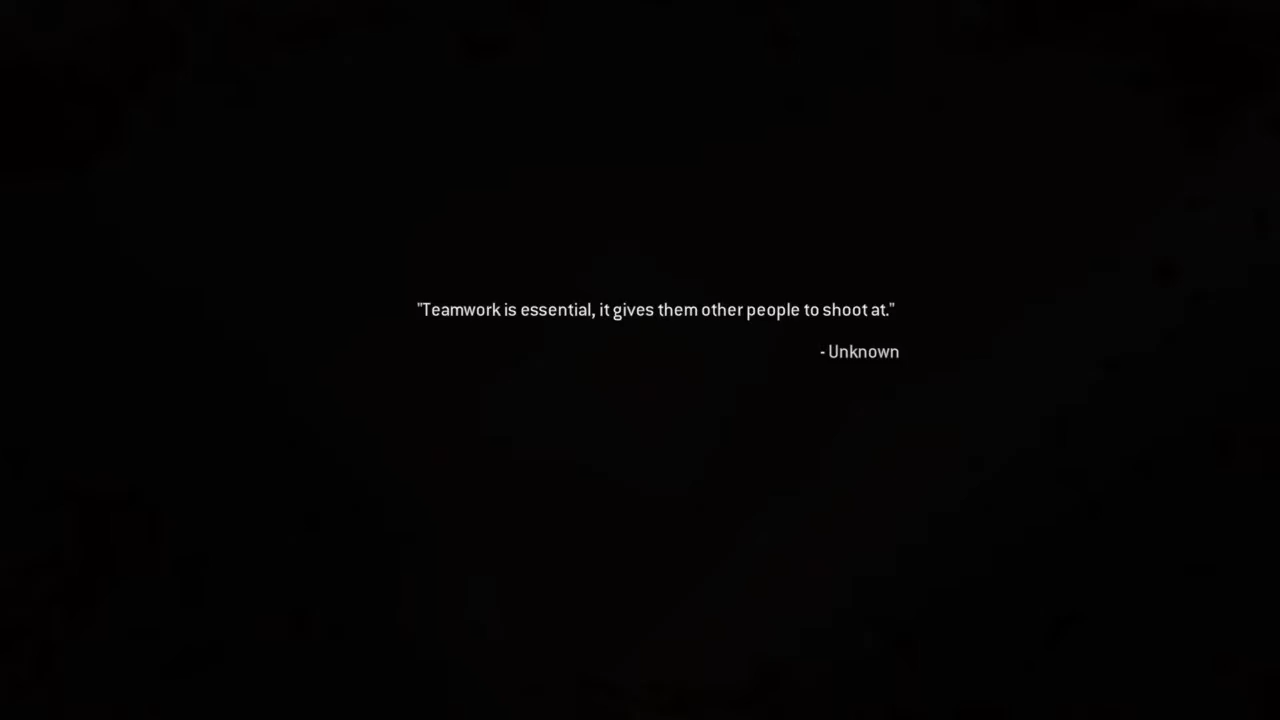 "Teamwork is essential, it gives them other people to shoot at."
- Unknown